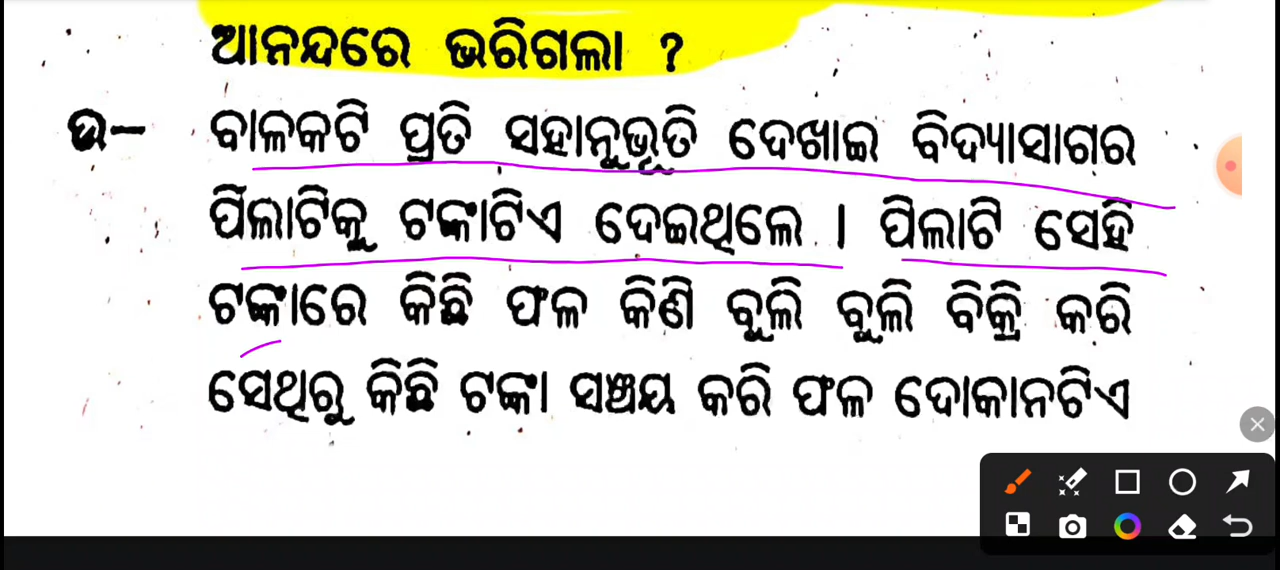 ଆନନ୍ଦରେ ଭରିଗଲା ?
ଉ- ବାଳକଟି ପ୍ରତି ସହାନୁଭୂତି ଦେଖାଇ ବିଦ୍ୟାସାଗର
ପିଲାଟିକୁ ଟଙ୍କାଟିଏ ଦେଇଥିଲେ । ପିଲାଟି ସେହି
ଟଙ୍କାରେ କିଛି ଫଳ କିଣି ବୁଲି ବୁଲି ବିକ୍ରି କରି
ସେଥିରୁ କିଛି ଟଙ୍କା ସଞ୍ଚୟ କରି ଫଳ ଦୋକାନଟିଏ